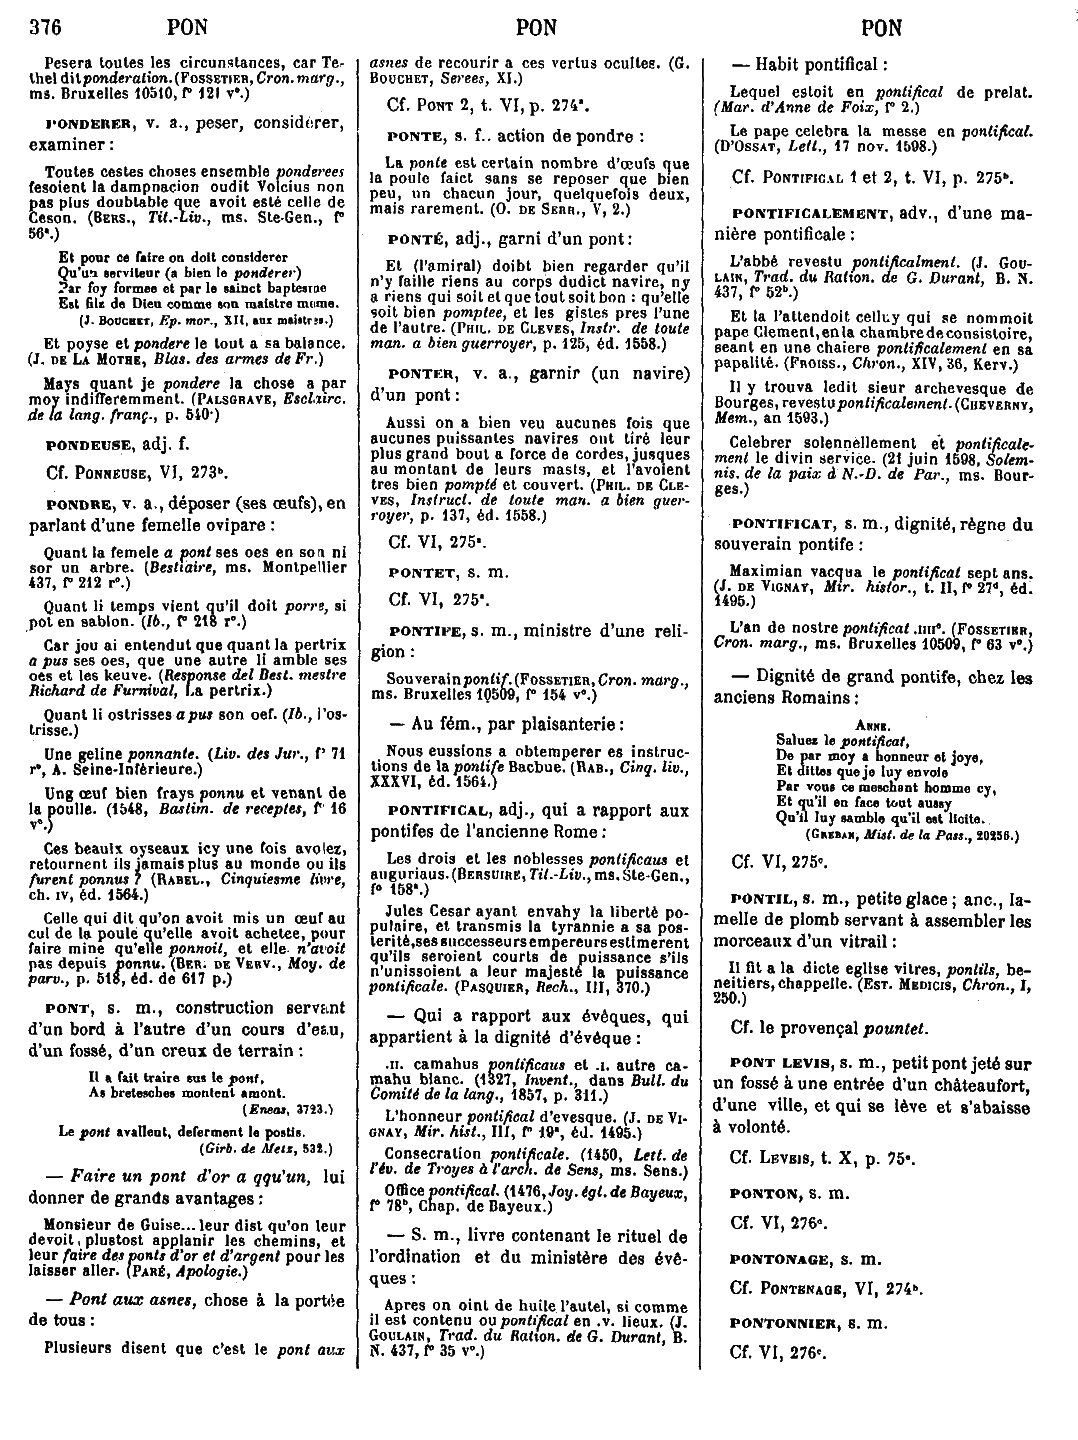 376 PON PON PON
Pesera toutes les circunstances, car Te-
thel dit ponderation. (FOSSETIER, Cron. marg.,
ms. Bruxelles 10510, f° 121 v°.)
PONDERER, v. a., peser, considérer,
examiner :
Toutes cestes choses ensemble ponderees
fesoient la dampnacion oudit Volcius non
pas plus doubtable que avoit esté celle de
Ceson. (BERS., Tit.-Liv., ms. Ste-Gen., f°
56ª.)
Et pour ce faire on doit considerer
Qu'un serviteur (a bien le ponderer)
Par foy formee et par le sainct baptesme
Est filz de Dieu comme son maistre mesme.
(J. BOUCHET, Ep. mor., XII, aux maistres.)
Et poyse et pondere le tout a sa balance.
(J. DE LA MOTHE, Blas. des armes de Fr.)
Mays quant je pondere la chose a par
moy indifferemment. (PALSGRAVE, Esclairc.
de la lang. franç., p. 540·)
PONDEUSE, adj. f.
Cf. PONNEUSE, VI, 273ᵇ.
PONDRE, v. a., déposer (ses œufs), en
parlant d'une femelle ovipare :
Quant la femele a pont ses oes en son ni
sor un arbre. (Bestiaire, ms. Montpellier
437, f° 212 r°.)
Quant li temps vient qu'il doit porre, si
pot en sablon. (Ib., f° 218 r°.)
Car jou ai entendut que quant la pertrix
a pus ses oes, que une autre li amble ses
oes et les keuve. (Response del Best. mestre
Richard de Furnival, La pertrix.)
Quant li ostrisses a pus son oef. (Ib., l'os-
trisse.)
Une geline ponnante. (Liv. des Jur., f° 71
r°, A. Seine-Inférieure.)
Ung œuf bien frays ponnu et venant de
la poulle. (1548, Bastim. de receptes, f° 16
v°.)
Ces beaulx oyseaux icy une fois avolez,
retournent ils jamais plus au monde ou ils
furent ponnus ? (RABEL., Cinquiesme livre,
ch. IV, éd. 1564.)
Celle qui dit qu'on avoit mis un œuf au
cul de la poule qu'elle avoit achetee, pour
faire mine qu'elle ponnoit, et elle n'avoit
pas depuis ponnu. (BER. DE VERV., Moy. de
parv., p. 518, éd. de 617 p.)
PONT, s. m., construction servant
d'un bord à l'autre d'un cours d'eau,
d'un fossé, d'un creux de terrain :
Il a fait traire sus le pont,
As bretesches montent amont.
(Eneas, 3723.)
Le pont avallent, deferment le postis.
(Girb. de Metz, 532.)
— Faire un pont d'or a qqu'un, lui
donner de grands avantages :
Monsieur de Guise... leur dist qu'on leur
devoit, plustost applanir les chemins, et
leur faire des ponts d'or et d'argent pour les
laisser aller. (PARÉ, Apologie.)
— Pont aux asnes, chose à la portée
de tous :
Plusieurs disent que c'est le pont aux
asnes de recourir a ces vertus ocultes. (G.
BOUCHET, Serees, XI.)
Cf. PONT 2, t. VI, p. 274ª.
PONTE, s. f.. action de pondre :
La ponte est certain nombre d'œufs que
la poule faict sans se reposer que bien
peu, un chacun jour, quelquefois deux,
mais rarement. (O. DE SERR., V, 2.)
PONTÉ, adj., garni d'un pont :
Et (l'amiral) doibt bien regarder qu'il
n'y faille riens au corps dudict navire, ny
a riens qui soit et que tout soit bon : qu'elle
soit bien pomptee, et les gistes pres l'une
de l'autre. (PHIL. DE CLEVES, Instr. de toute
man. a bien guerroyer, p. 125, éd. 1558.)
PONTER, v. a., garnir (un navire)
d'un pont :
Aussi on a bien veu aucunes fois que
aucunes puissantes navires ont tiré leur
plus grand bout a force de cordes, jusques
au montant de leurs masts, et l'avoient
tres bien pompté et couvert. (PHIL. DE CLE-
VES, Instruct. de toute man. a bien guer-
royer, p. 137, éd. 1558.)
Cf. VI, 275ª.
PONTET, s. m.
Cf. VI, 275ª.
PONTIFE, s. m., ministre d'une reli-
gion :
Souverain pontif. (FOSSETIER, Cron. marg.,
ms. Bruxelles 10509, f° 154 v°.)
— Au fém., par plaisanterie :
Nous eussions a obtemperer es instruc-
tions de la pontife Bacbuc. (RAB., Cinq. liv.,
XXXVI, éd. 1564.)
PONTIFICAL, adj., qui a rapport aux
pontifes de l'ancienne Rome :
Les drois et les noblesses pontificaus et
auguriaus. (BERSUIRE, Tit.-Liv., ms. Ste-Gen.,
f° 158ª.)
Jules Cesar ayant envahy la liberté po-
pulaire, et transmis la tyrannie a sa pos-
terité, ses successeurs empereurs estimerent
qu'ils seroient courts de puissance s'ils
n'unissoient a leur majesté la puissance
pontificale. (PASQUIER, Rech., III, 370.)
— Qui a rapport aux évêques, qui
appartient à la dignité d'évêque :
.II. camahus pontificaus et .I. autre ca-
mahu blanc. (1327, Invent., dans Bull. du
Comité de la lang., 1857, p. 311.)
L'honneur pontifical d'evesque. (J. DE VI-
GNAY, Mir. hist., III, f° 19ª, éd. 1495.)
Consecration pontificale. (1450, Lett. de
l'év. de Troyes à l'arch. de Sens, ms. Sens.)
Office pontifical. (1476, Joy. égl. de Bayeux,
f° 78ᵇ, Chap. de Bayeux.)
— S. m., livre contenant le rituel de
l'ordination et du ministère des évê-
ques :
Apres on oint de huile l'autel, si comme
il est contenu ou pontifical en .v. lieux. (J.
GOULAIN, Trad. du Ration. de G. Durant, B.
N. 437, f° 35 v°.)
— Habit pontifical :
Lequel estoit en pontifical de prelat.
(Mar. d'Anne de Foix, f° 2.)
Le pape celebra la messe en pontifical.
(D'OSSAT, Lett., 17 nov. 1598.)
Cf. PONTIFICAL 1 et 2, t. VI, p. 275ᵇ.
PONTIFICALEMENT, adv., d'une ma-
nière pontificale :
L'abbé revestu pontificalment. (J. GOU-
LAIN, Trad. du Ration. de G. Durant, B. N.
437, f° 52ᵇ.)
Et la l'attendoit celluy qui se nommoit
pape Clement, en la chambre de consistoire,
seant en une chaiere pontificalement en sa
papalité. (FROISS., Chron., XIV, 36, Kerv.)
Il y trouva ledit sieur archevesque de
Bourges, revestu pontificalement. (CHEVERNY,
Mem., an 1593.)
Celebrer solennellement et pontificale-
ment le divin service. (21 juin 1598, Solem-
nis. de la paix à N.-D. de Par., ms. Bour-
ges.)
PONTIFICAT, s. m., dignité, règne du
souverain pontife :
Maximian vacqua le pontificat sept ans.
(J. DE VIGNAY, Mir. histor., t. II, f° 27ᵈ, éd.
1495.)
L'an de nostre pontificat .IIIIᵉ. (FOSSETIER,
Cron. marg., ms. Bruxelles 10509, f° 63 v°.)
— Dignité de grand pontife, chez les
anciens Romains :
ANNE.
Saluez le pontificat,
De par moy a honneur et joye,
Et dittes que je luy envoie
Par vous ce meschant homme cy,
Et qu'il en face tout aussy
Qu'il luy samble qu'il est licite.
(GREBAN, Mist. de la Pass., 20256.)
Cf. VI, 275ᶜ.
PONTIL, s. m., petite glace ; anc., la-
melle de plomb servant à assembler les
morceaux d'un vitrail :
Il fit a la dicte eglise vitres, pontils, be-
neitiers, chappelle. (EST. MEDICIS, Chron., I,
250.)
Cf. le provençal pountet.
PONT LEVIS, s. m., petit pont jeté sur
un fossé à une entrée d'un châteaufort,
d'une ville, et qui se lève et s'abaisse
à volonté.
Cf. LEVEIS, t. X, p. 75ª.
PONTON, s. m.
Cf. VI, 276ª.
PONTONAGE, s. m.
Cf. PONTENAGE, VI, 274ᵇ.
PONTONNIER, s. m.
Cf. VI, 276ᶜ.